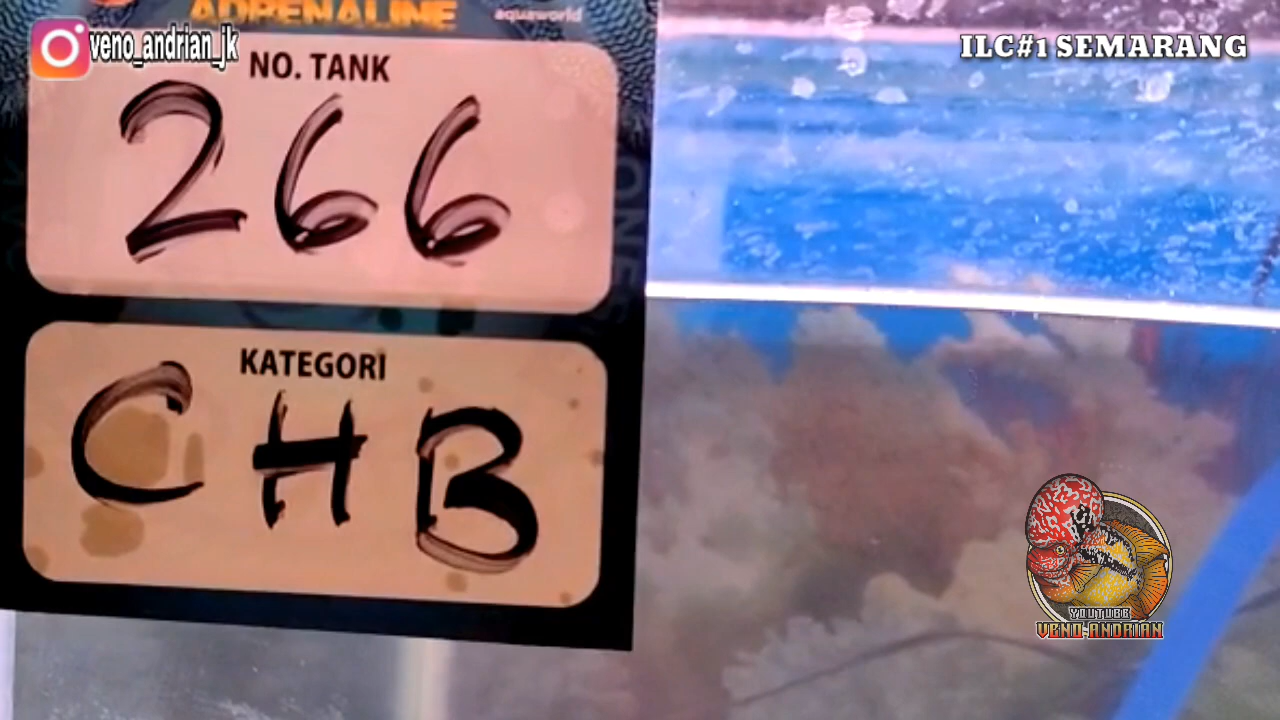 ADRENALINE
aquaworld
veno_andrian_jk
ILC#1 SEMARANG
NO. TANK
266
KATEGORI
CHB
YOUTUBE
VENO ANDRIAN